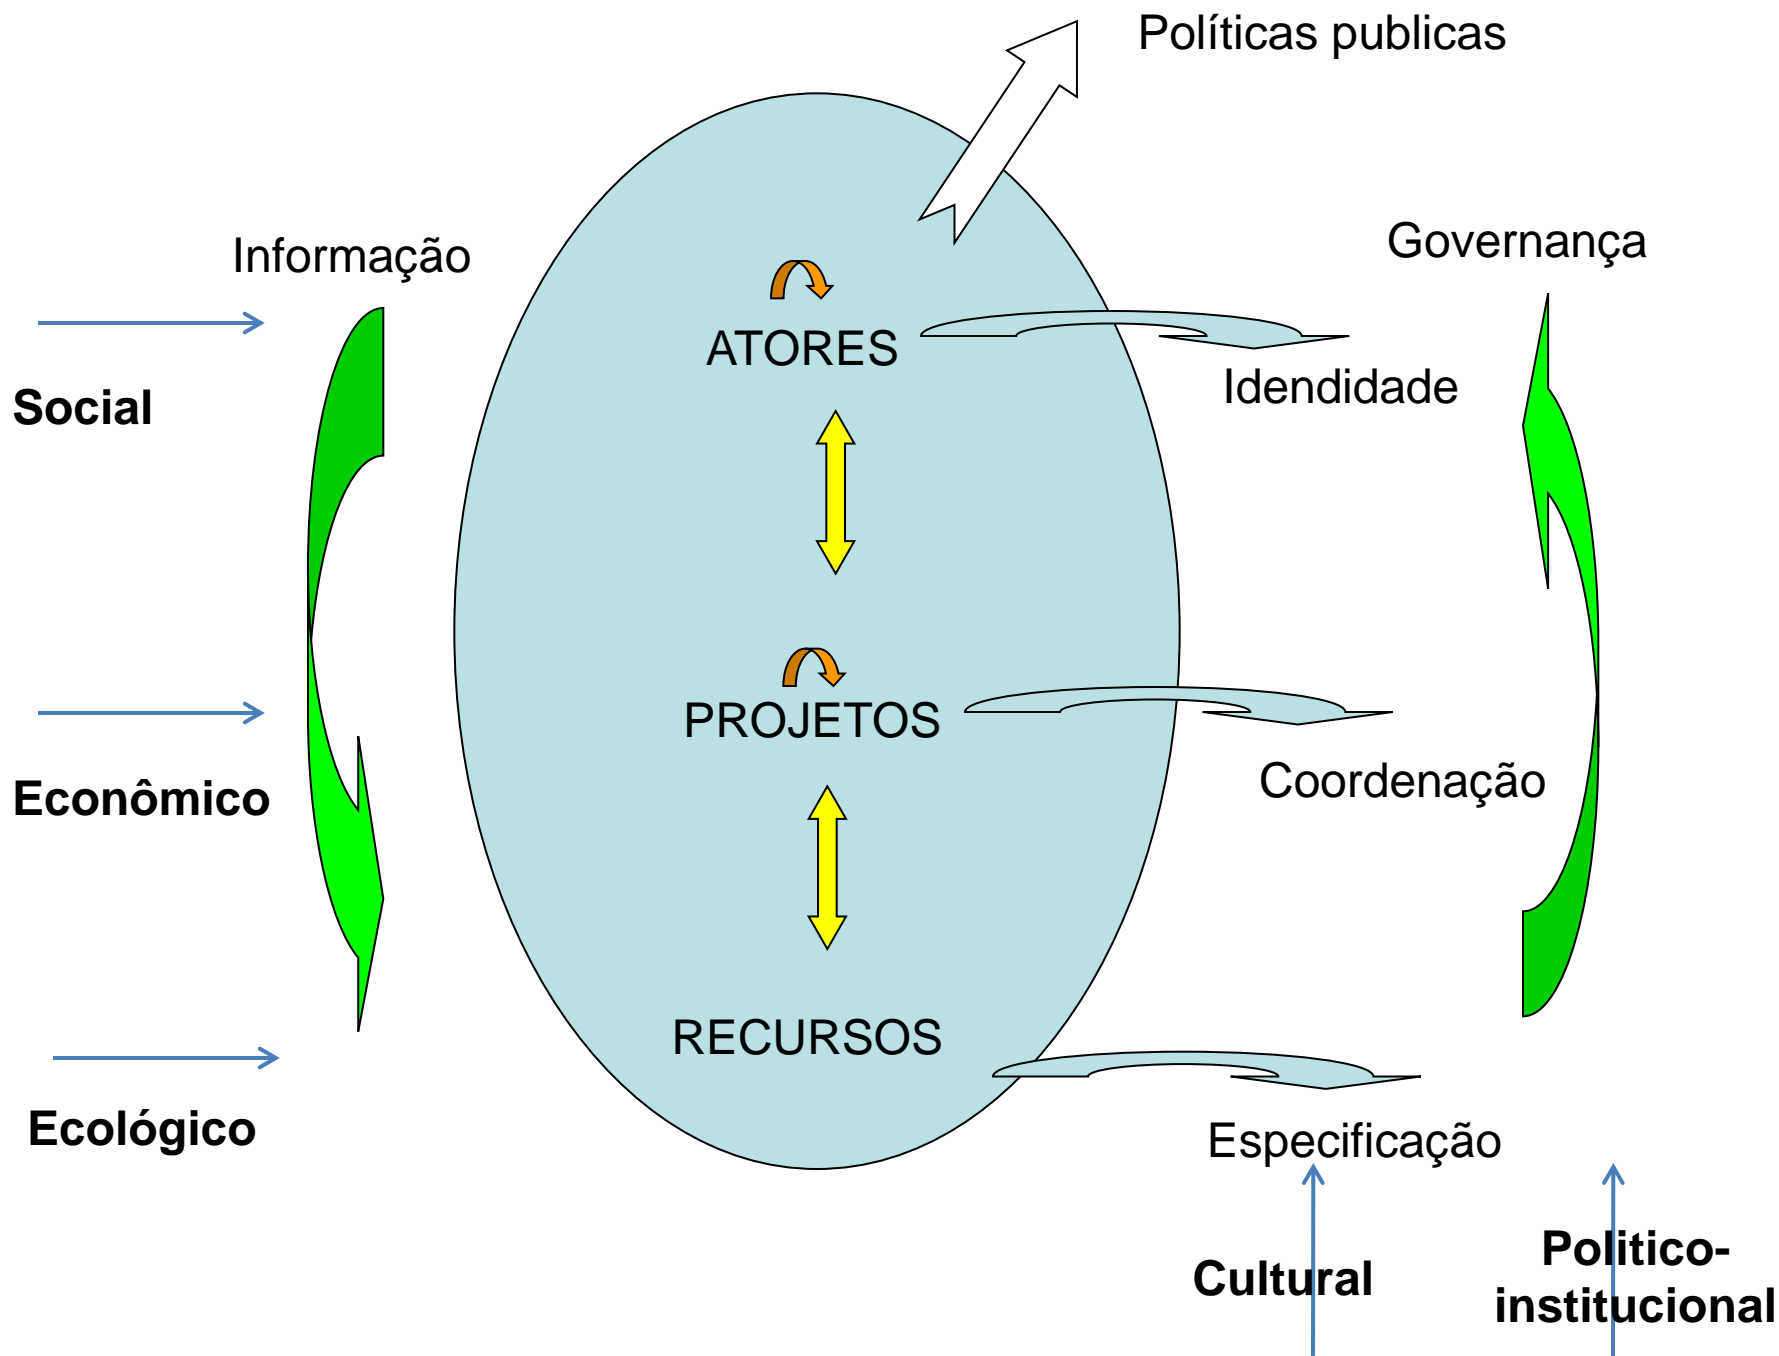 Políticas publicas
Informação
Governança
ATORES
Social
Idendidade
PROJETOS
Econômico
Coordenação
RECURSOS
Ecológico
Especificação
Cultural
Politico-
institucional